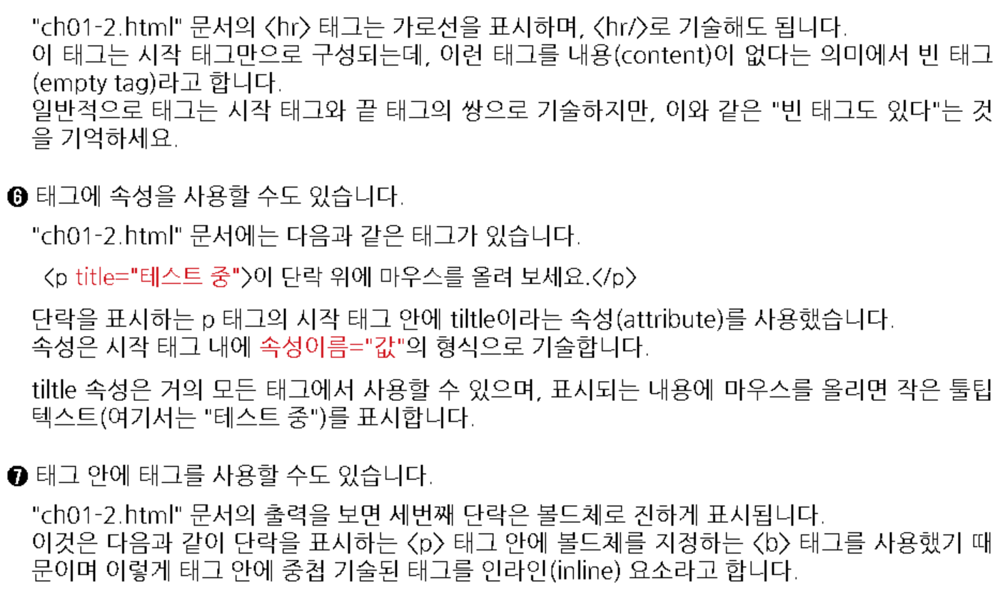 "ch01-2.html" 문서의 〈hr〉 태그는 가로선을 표시하며, 〈hr/〉로 기술해도 됩니다.
이 태그는 시작 태그만으로 구성되는데, 이런 태그를 내용(content)이 없다는 의미에서 빈 태그
(empty tag)라고 합니다.
일반적으로 태그는 시작 태그와 끝 태그의 쌍으로 기술하지만, 이와 같은 "빈 태그도 있다"는 것
을 기억하세요.
❻ 태그에 속성을 사용할 수도 있습니다.
"ch01-2.html" 문서에는 다음과 같은 태그가 있습니다.
〈p title="테스트 중"〉이 단락 위에 마우스를 올려 보세요.〈/p〉
단락을 표시하는 p 태그의 시작 태그 안에 tiltle이라는 속성(attribute)를 사용했습니다.
속성은 시작 태그 내에 속성이름="값"의 형식으로 기술합니다.
tiltle 속성은 거의 모든 태그에서 사용할 수 있으며, 표시되는 내용에 마우스를 올리면 작은 툴팁
텍스트(여기서는 "테스트 중")를 표시합니다.
❼ 태그 안에 태그를 사용할 수도 있습니다.
"ch01-2.html" 문서의 출력을 보면 세번째 단락은 볼드체로 진하게 표시됩니다.
이것은 다음과 같이 단락을 표시하는 〈p〉 태그 안에 볼드체를 지정하는 〈b〉 태그를 사용했기 때
문이며 이렇게 태그 안에 중첩 기술된 태그를 인라인(inline) 요소라고 합니다.